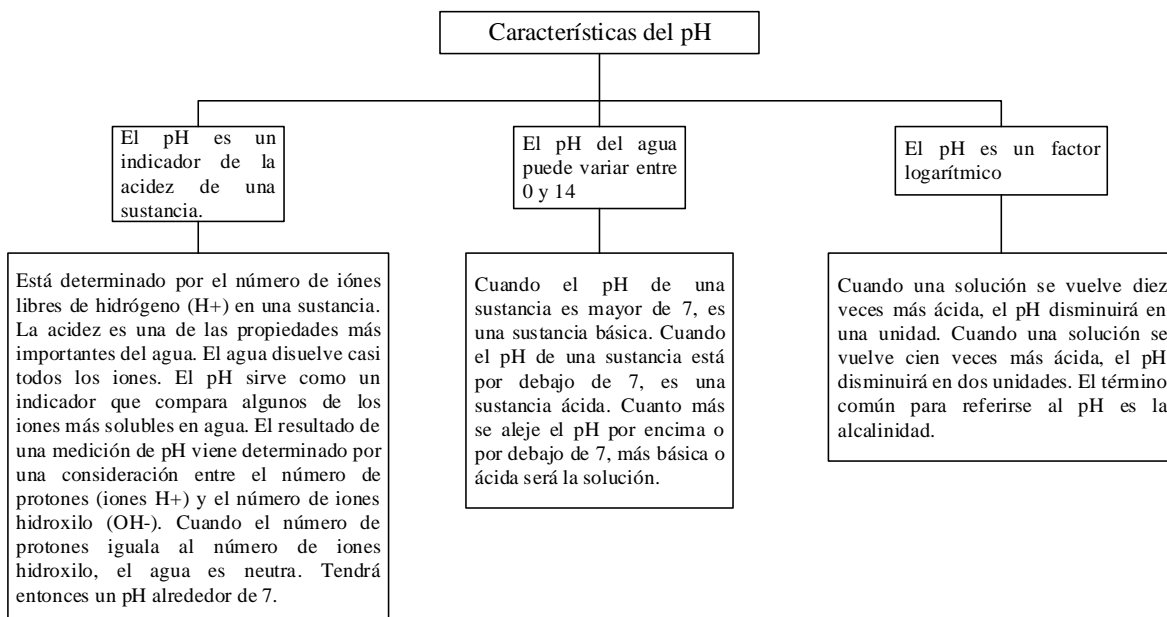 Características del pH
El pH es un
indicador de la
acidez de una
sustancia.
El pH del agua
puede variar entre
0 y 14
El pH es un factor
logarítmico
Está determinado por el número de iónes
libres de hidrógeno (H+) en una sustancia.
La acidez es una de las propiedades más
importantes del agua. El agua disuelve casi
todos los iones. El pH sirve como un
indicador que compara algunos de los
iones más solubles en agua. El resultado de
una medición de pH viene determinado por
una consideración entre el número de
protones (iones H+) y el número de iones
hidroxilo (OH-). Cuando el número de
protones iguala al número de iones
hidroxilo, el agua es neutra. Tendrá
entonces un pH alrededor de 7.
Cuando el pH de una
sustancia es mayor de 7, es
una sustancia básica. Cuando
el pH de una sustancia está
por debajo de 7, es una
sustancia ácida. Cuanto más
se aleje el pH por encima o
por debajo de 7, más básica o
ácida será la solución.
Cuando una solución se vuelve diez
veces más ácida, el pH disminuirá en
una unidad. Cuando una solución se
vuelve cien veces más ácida, el pH
disminuirá en dos unidades. El término
común para referirse al pH es la
alcalinidad.